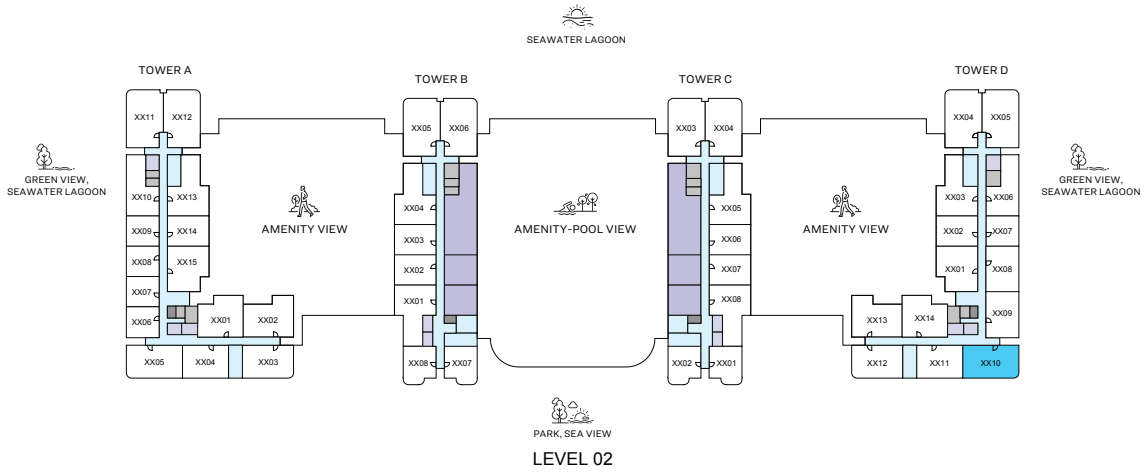 SEAWATER LAGOON
TOWER A
TOWER B
TOWER C
TOWER D
XX11
XX12
XX05
XX06
XX03
XX04
XX04
XX05
GREEN VIEW,
SEAWATER LAGOON
GREEN VIEW,
SEAWATER LAGOON
XX10
XX13
XX04
XX05
XX03
XX06
XX09
XX14
AMENITY VIEW
AMENITY-POOL VIEW
AMENITY VIEW
XX03
XX06
XX02
XX07
XX08
XX15
XX02
XX07
XX01
XX08
XX07
XX01
XX08
XX06
XX01
XX02
XX13
XX14
XX09
XX05
XX04
XX03
XX08
XX07
XX02
XX01
XX12
XX11
XX10
PARK, SEA VIEW
LEVEL 02